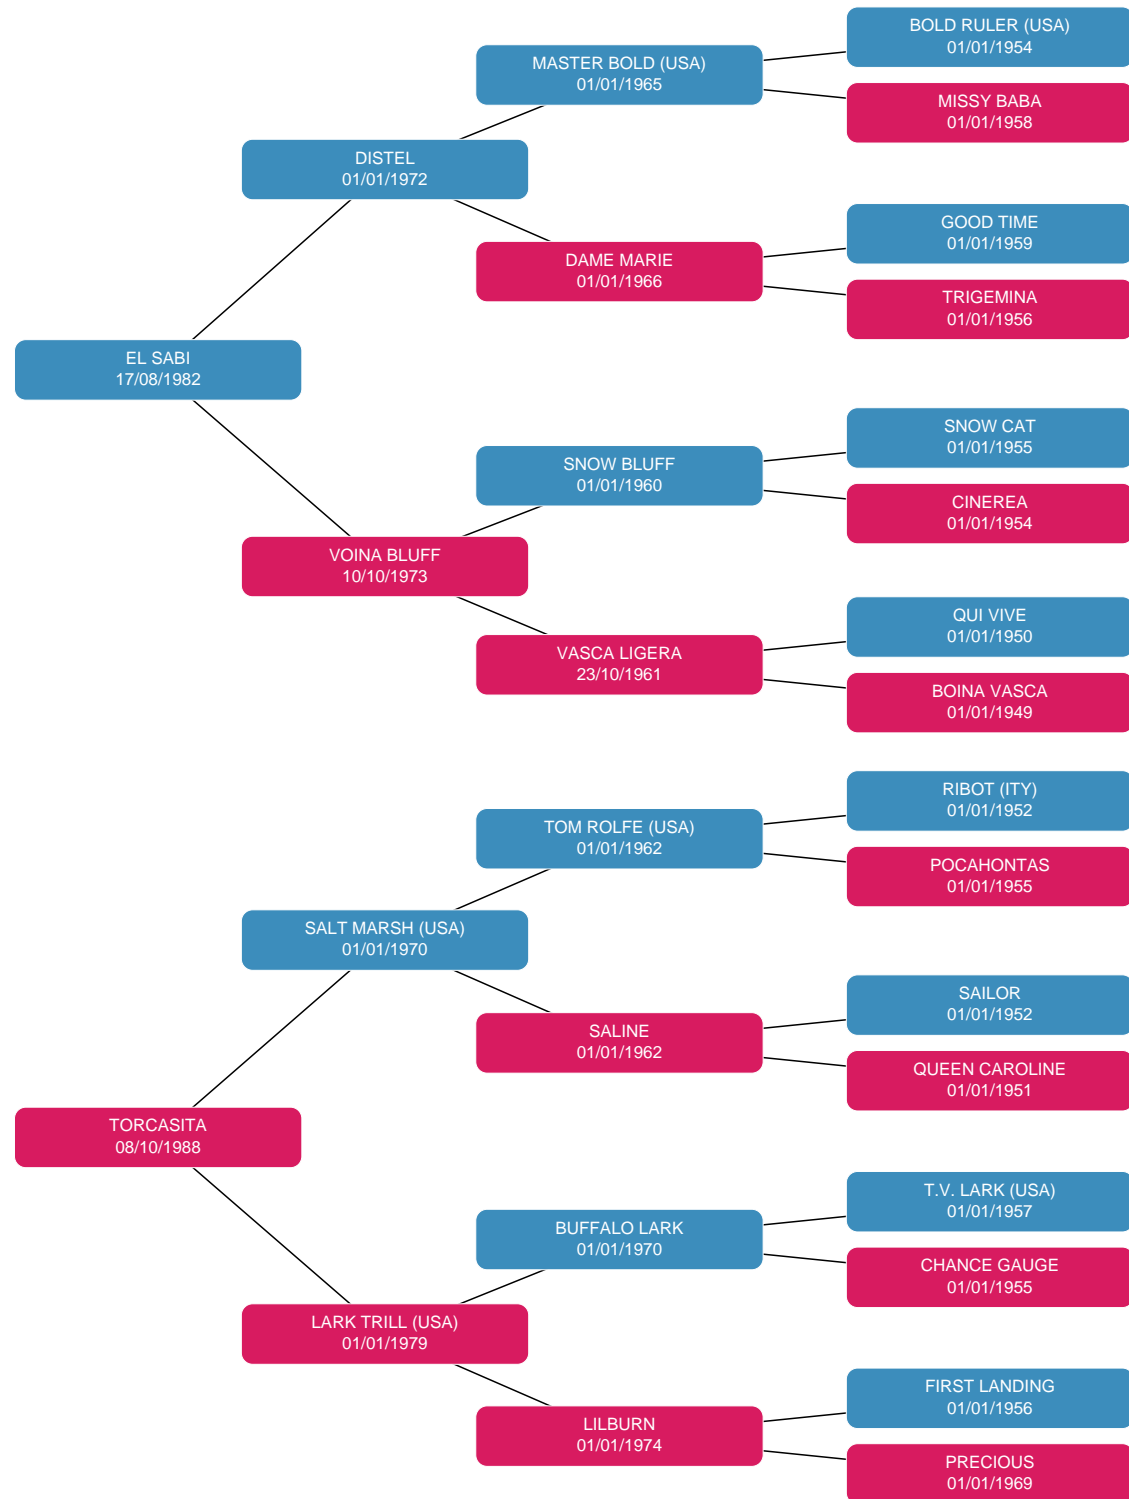 BOLD RULER (USA)
01/01/1954
MASTER BOLD (USA)
01/01/1965
MISSY BABA
01/01/1958
DISTEL
01/01/1972
GOOD TIME
01/01/1959
DAME MARIE
01/01/1966
TRIGEMINA
01/01/1956
EL SABI
17/08/1982
SNOW CAT
01/01/1955
SNOW BLUFF
01/01/1960
CINEREA
01/01/1954
VOINA BLUFF
10/10/1973
QUI VIVE
01/01/1950
VASCA LIGERA
23/10/1961
BOINA VASCA
01/01/1949
RIBOT (ITY)
01/01/1952
TOM ROLFE (USA)
01/01/1962
POCAHONTAS
01/01/1955
SALT MARSH (USA)
01/01/1970
SAILOR
01/01/1952
SALINE
01/01/1962
QUEEN CAROLINE
01/01/1951
TORCASITA
08/10/1988
T.V. LARK (USA)
01/01/1957
BUFFALO LARK
01/01/1970
CHANCE GAUGE
01/01/1955
LARK TRILL (USA)
01/01/1979
FIRST LANDING
01/01/1956
LILBURN
01/01/1974
PRECIOUS
01/01/1969